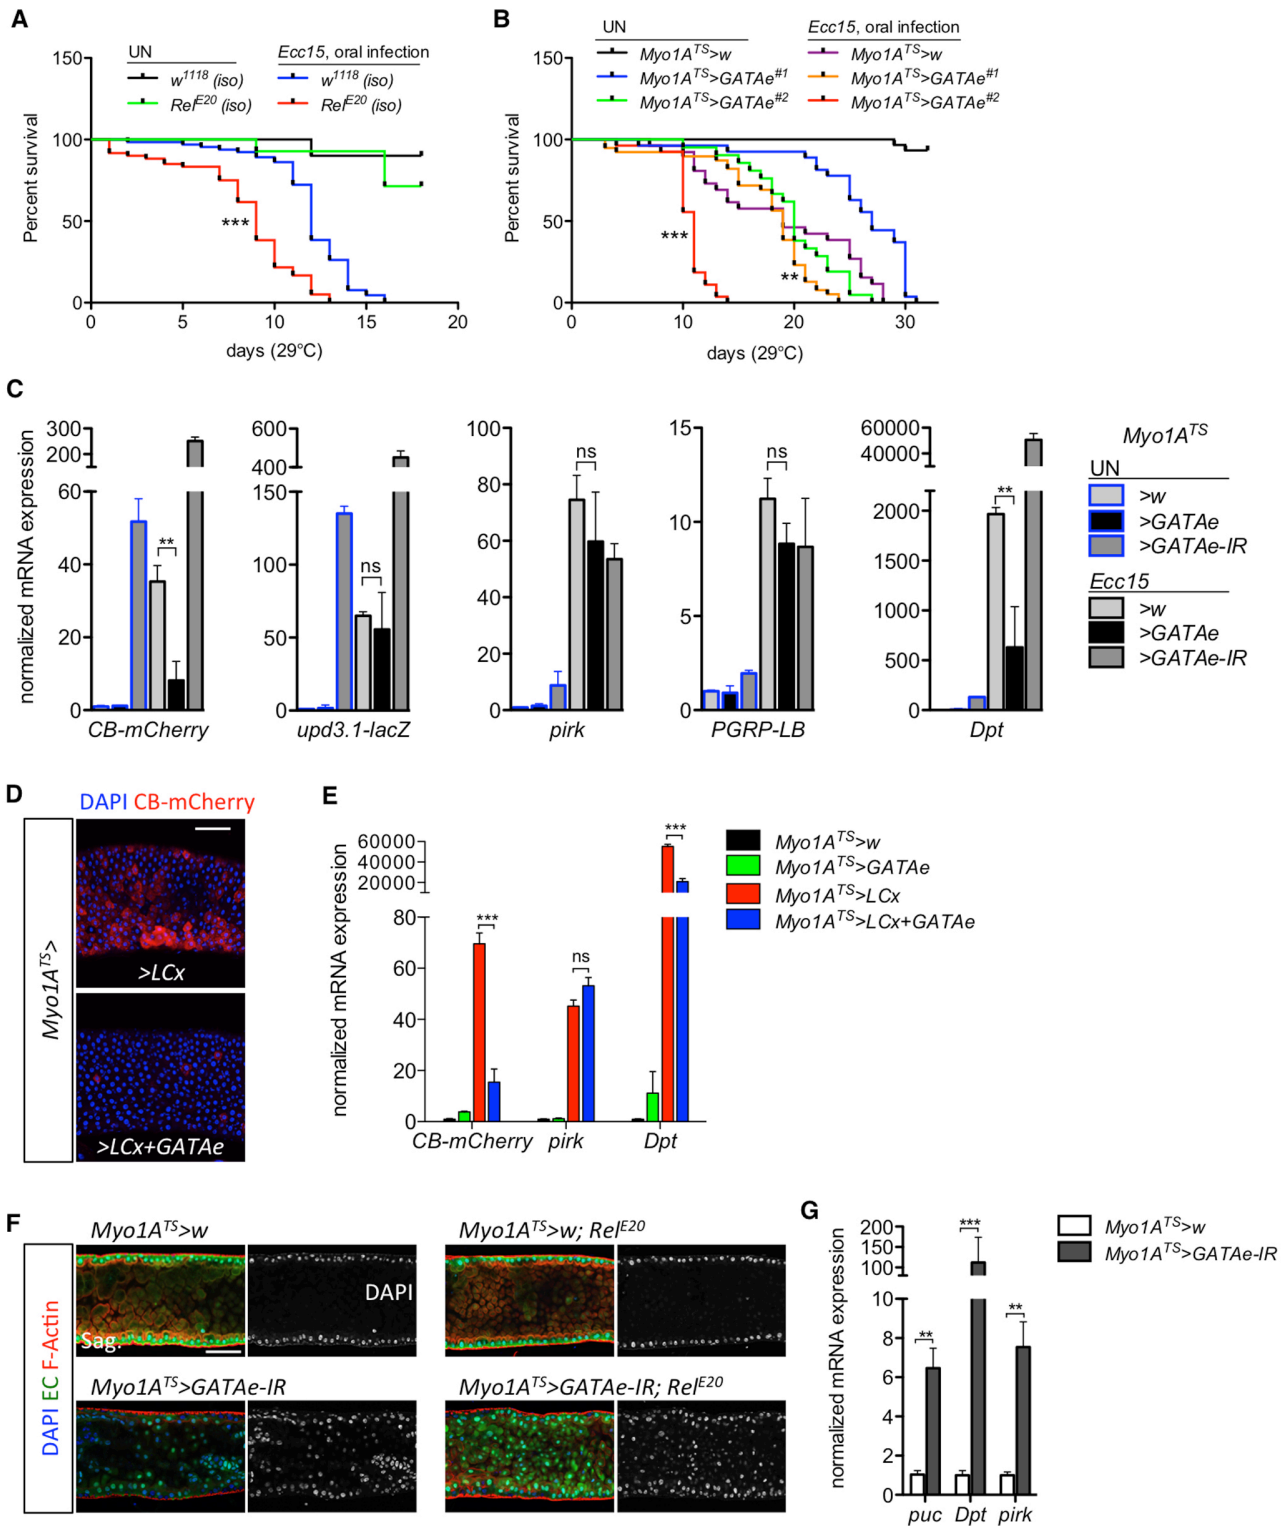 A
UN
Ecc15, oral infection
w1118 (iso)
w1118 (iso)
RelE20 (iso)
RelE20 (iso)
Percent survival
150
100
50
0
***
0 5 10 15 20
days (29°C)
B
UN
Ecc15, oral infection
Myo1ATS>w
Myo1ATS>w
Myo1ATS>GATAe#1
Myo1ATS>GATAe#1
Myo1ATS>GATAe#2
Myo1ATS>GATAe#2
Percent survival
150
100
50
0
***
**
0 10 20 30
days (29°C)
C
normalized mRNA expression
300
200
60
40
20
0
**
CB-mCherry
600
400
150
100
50
0
ns
upd3.1-lacZ
100
80
60
40
20
0
ns
pirk
15
10
5
0
ns
PGRP-LB
60000
40000
2000
1500
1000
500
0
**
Dpt
Myo1ATS
UN
>w
>GATAe
>GATAe-IR
Ecc15
>w
>GATAe
>GATAe-IR
D
DAPI CB-mCherry
Myo1ATS>
>LCx
>LCx+GATAe
E
normalized mRNA expression
60000
40000
20000
80
60
40
20
0
***
ns
***
CB-mCherry pirk Dpt
Myo1ATS>w
Myo1ATS>GATAe
Myo1ATS>LCx
Myo1ATS>LCx+GATAe
F
DAPI EC F-Actin
Myo1ATS>w
Sag.
DAPI
Myo1ATS>w; RelE20
Myo1ATS>GATAe-IR
Myo1ATS>GATAe-IR; RelE20
G
normalized mRNA expression
200
150
100
10
8
6
4
2
0
**
***
**
puc Dpt pirk
Myo1ATS>w
Myo1ATS>GATAe-IR